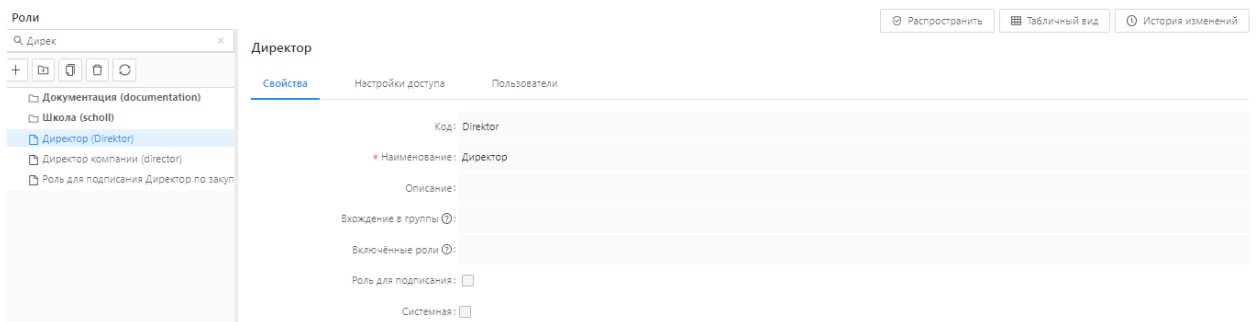 Роли
Распространить
Табличный вид
История изменений
Дирек
Документация (documentation)
Школа (scholl)
Директор (Direktor)
Директор компании (director)
Роль для подписания Директор по закуп
Директор
Свойства
Настройки доступа
Пользователи
Код: Direktor
* Наименование: Директор
Описание:
Вхождение в группы ?:
Включённые роли ?:
Роль для подписания:
Системная: